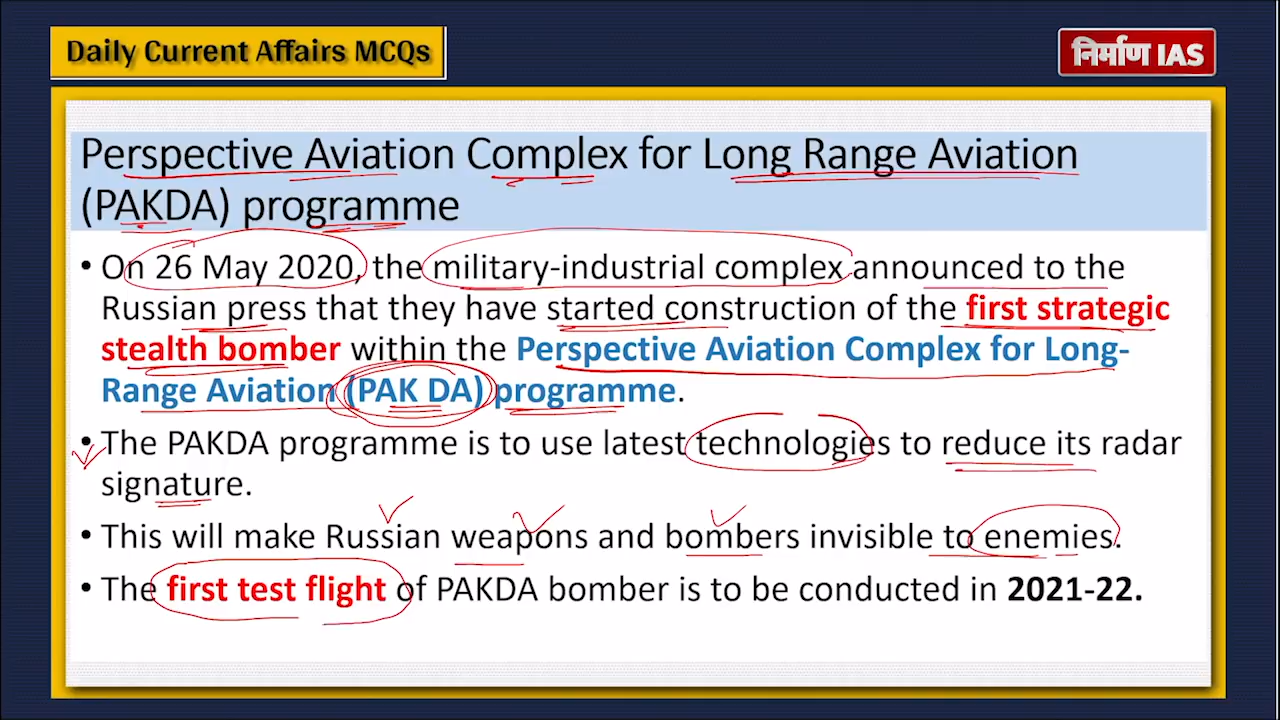 Daily Current Affairs MCQs
निर्माण IAS
Perspective Aviation Complex for Long Range Aviation
(PAKDA) programme
• On 26 May 2020, the military-industrial complex announced to the
Russian press that they have started construction of the first strategic
stealth bomber within the Perspective Aviation Complex for Long-
Range Aviation (PAK DA) programme.
• The PAKDA programme is to use latest technologies to reduce its radar
signature.
• This will make Russian weapons and bombers invisible to enemies.
• The first test flight of PAKDA bomber is to be conducted in 2021-22.